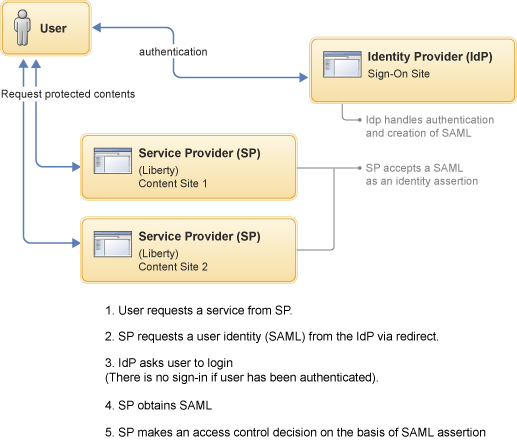 User
authentication
Identity Provider (IdP)
Sign-On Site
Request protected contents
Idp handles authentication
and creation of SAML
Service Provider (SP)
(Liberty)
Content Site 1
SP accepts a SAML
as an identity assertion
Service Provider (SP)
(Liberty)
Content Site 2
1. User requests a service from SP.
2. SP requests a user identity (SAML) from the IdP via redirect.
3. IdP asks user to login
(There is no sign-in if user has been authenticated).
4. SP obtains SAML
5. SP makes an access control decision on the basis of SAML assertion